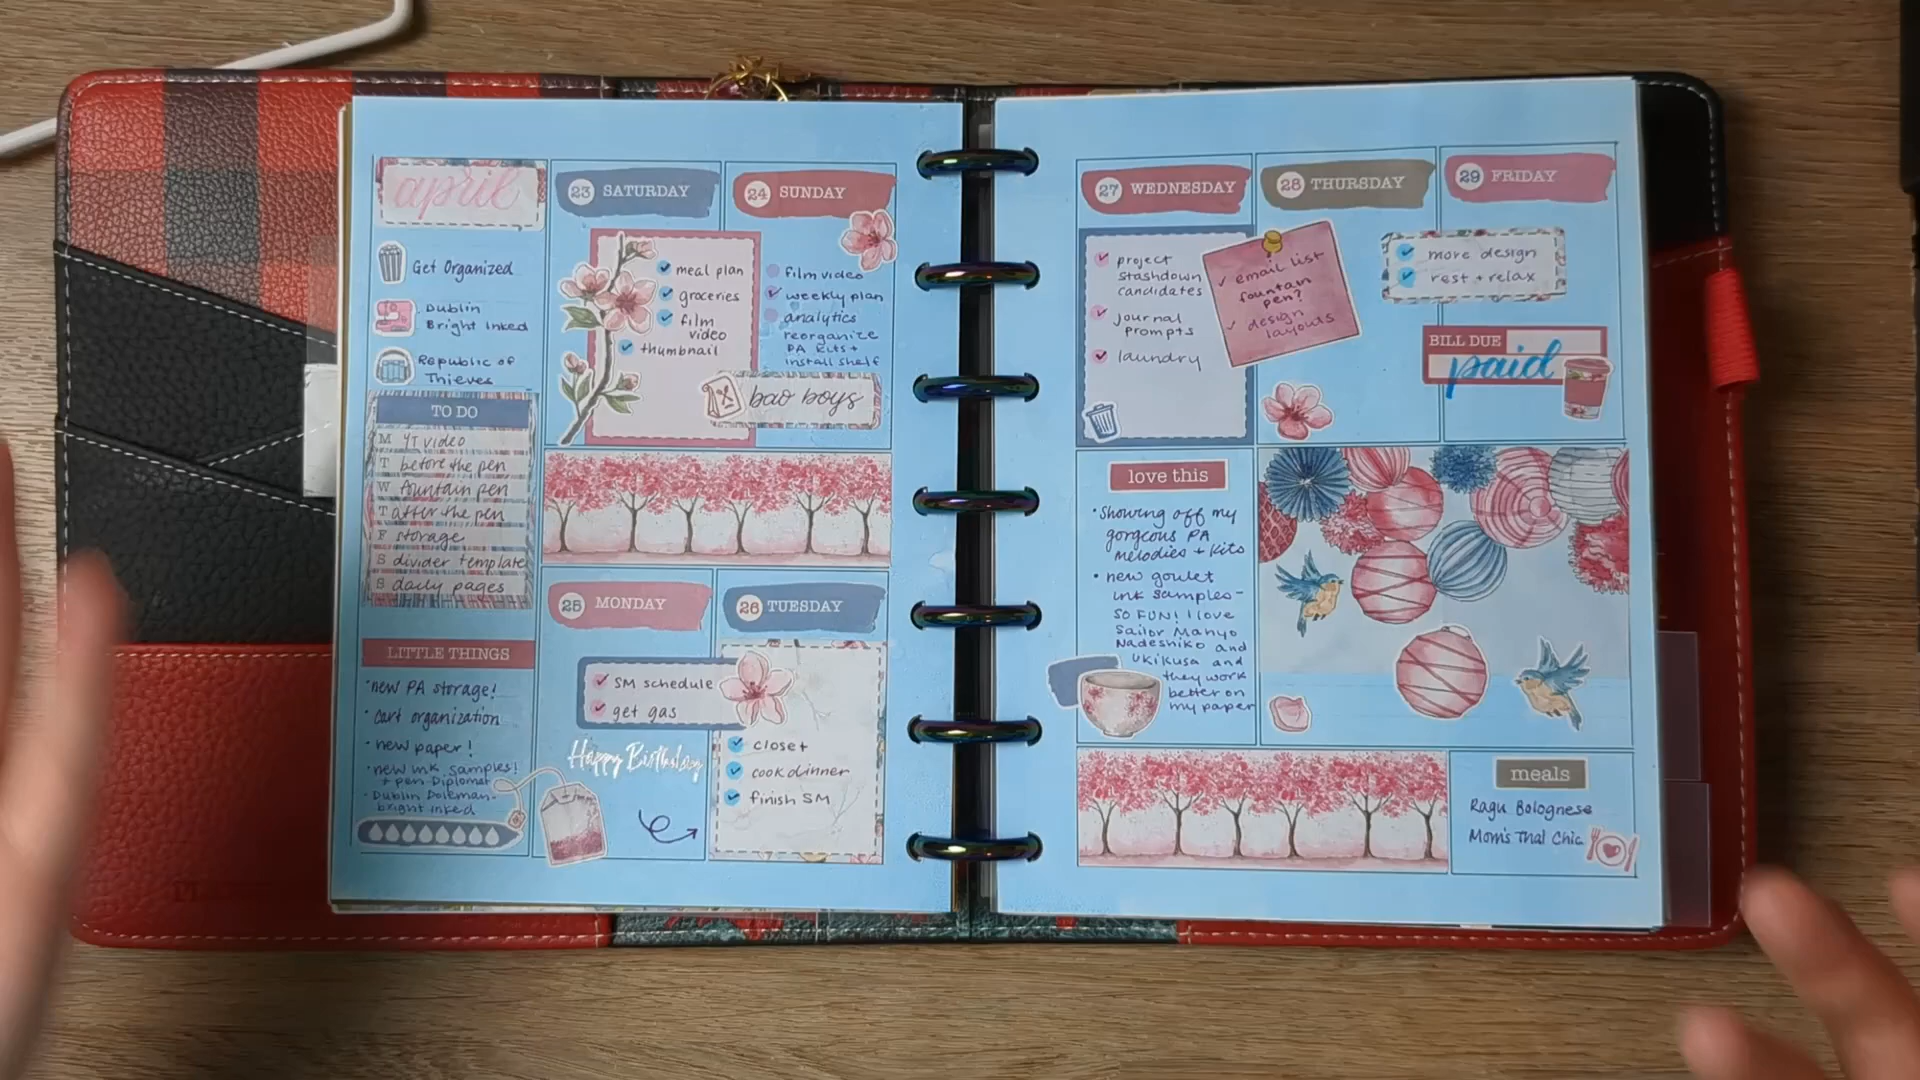 april
Get Organized
Dublin
Bright Inked
Republic of
Thieves
TO DO
M YT video
T before the pen
W fountain pen
T after the pen
F storage
S divider template
S daily pages
LITTLE THINGS
• new PA storage!
• cart organization
• new paper!
• new ink samples!
+ pen Diplomat
• Dublin Doleman-
bright inked
23 SATURDAY
meal plan
groceries
film
video
thumbnail
24 SUNDAY
film video
weekly plan
analytics
reorganize
PA kits +
install shelf
bao boys
25 MONDAY
SM schedule
get gas
Happy Birthday
26 TUESDAY
closet
cook dinner
finish SM
27 WEDNESDAY
project
stashdown
candidates
journal
prompts
laundry
28 THURSDAY
email list
fountain
pen?
design
layouts
29 FRIDAY
more design
rest + relax
BILL DUE
paid
love this
• Showing off my
gorgeous PA
melodies + kits
• new goulet
ink samples-
SO FUN! I love
Sailor Manyo
Nadeshiko and
Ukikusa and
they work
better on
my paper
meals
Ragu Bolognese
Mom's Thai Chic